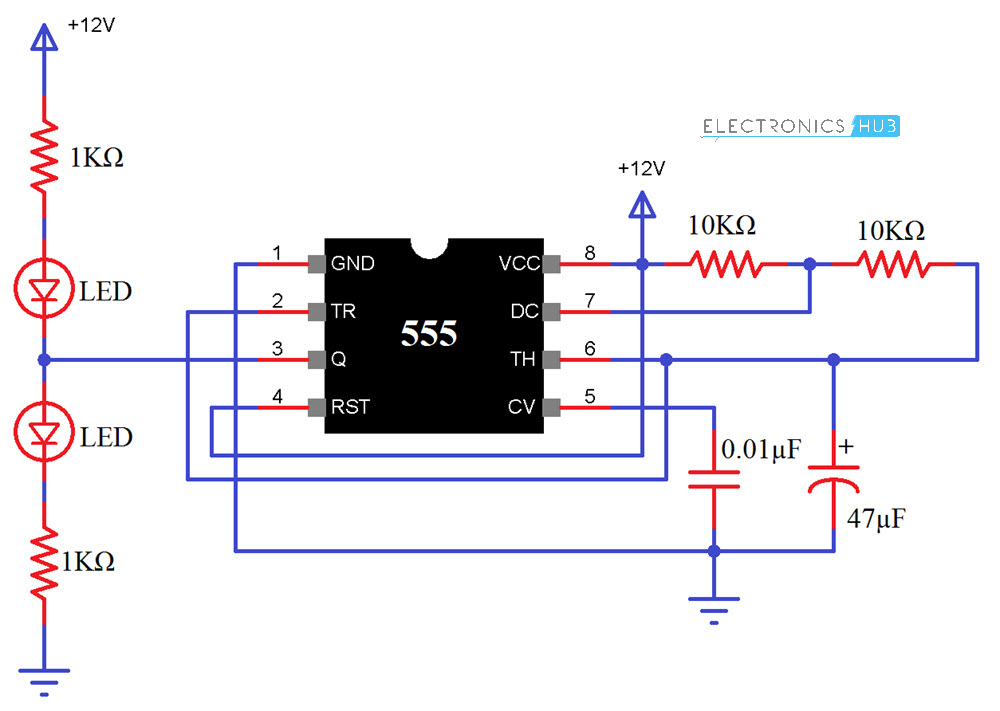 +12V
1KΩ
LED
LED
1KΩ
1
GND
2
TR
3
Q
4
RST
555
VCC
8
DC
7
TH
6
CV
5
+12V
10KΩ
10KΩ
0.01µF
+
47µF
ELECTRONICS HUB